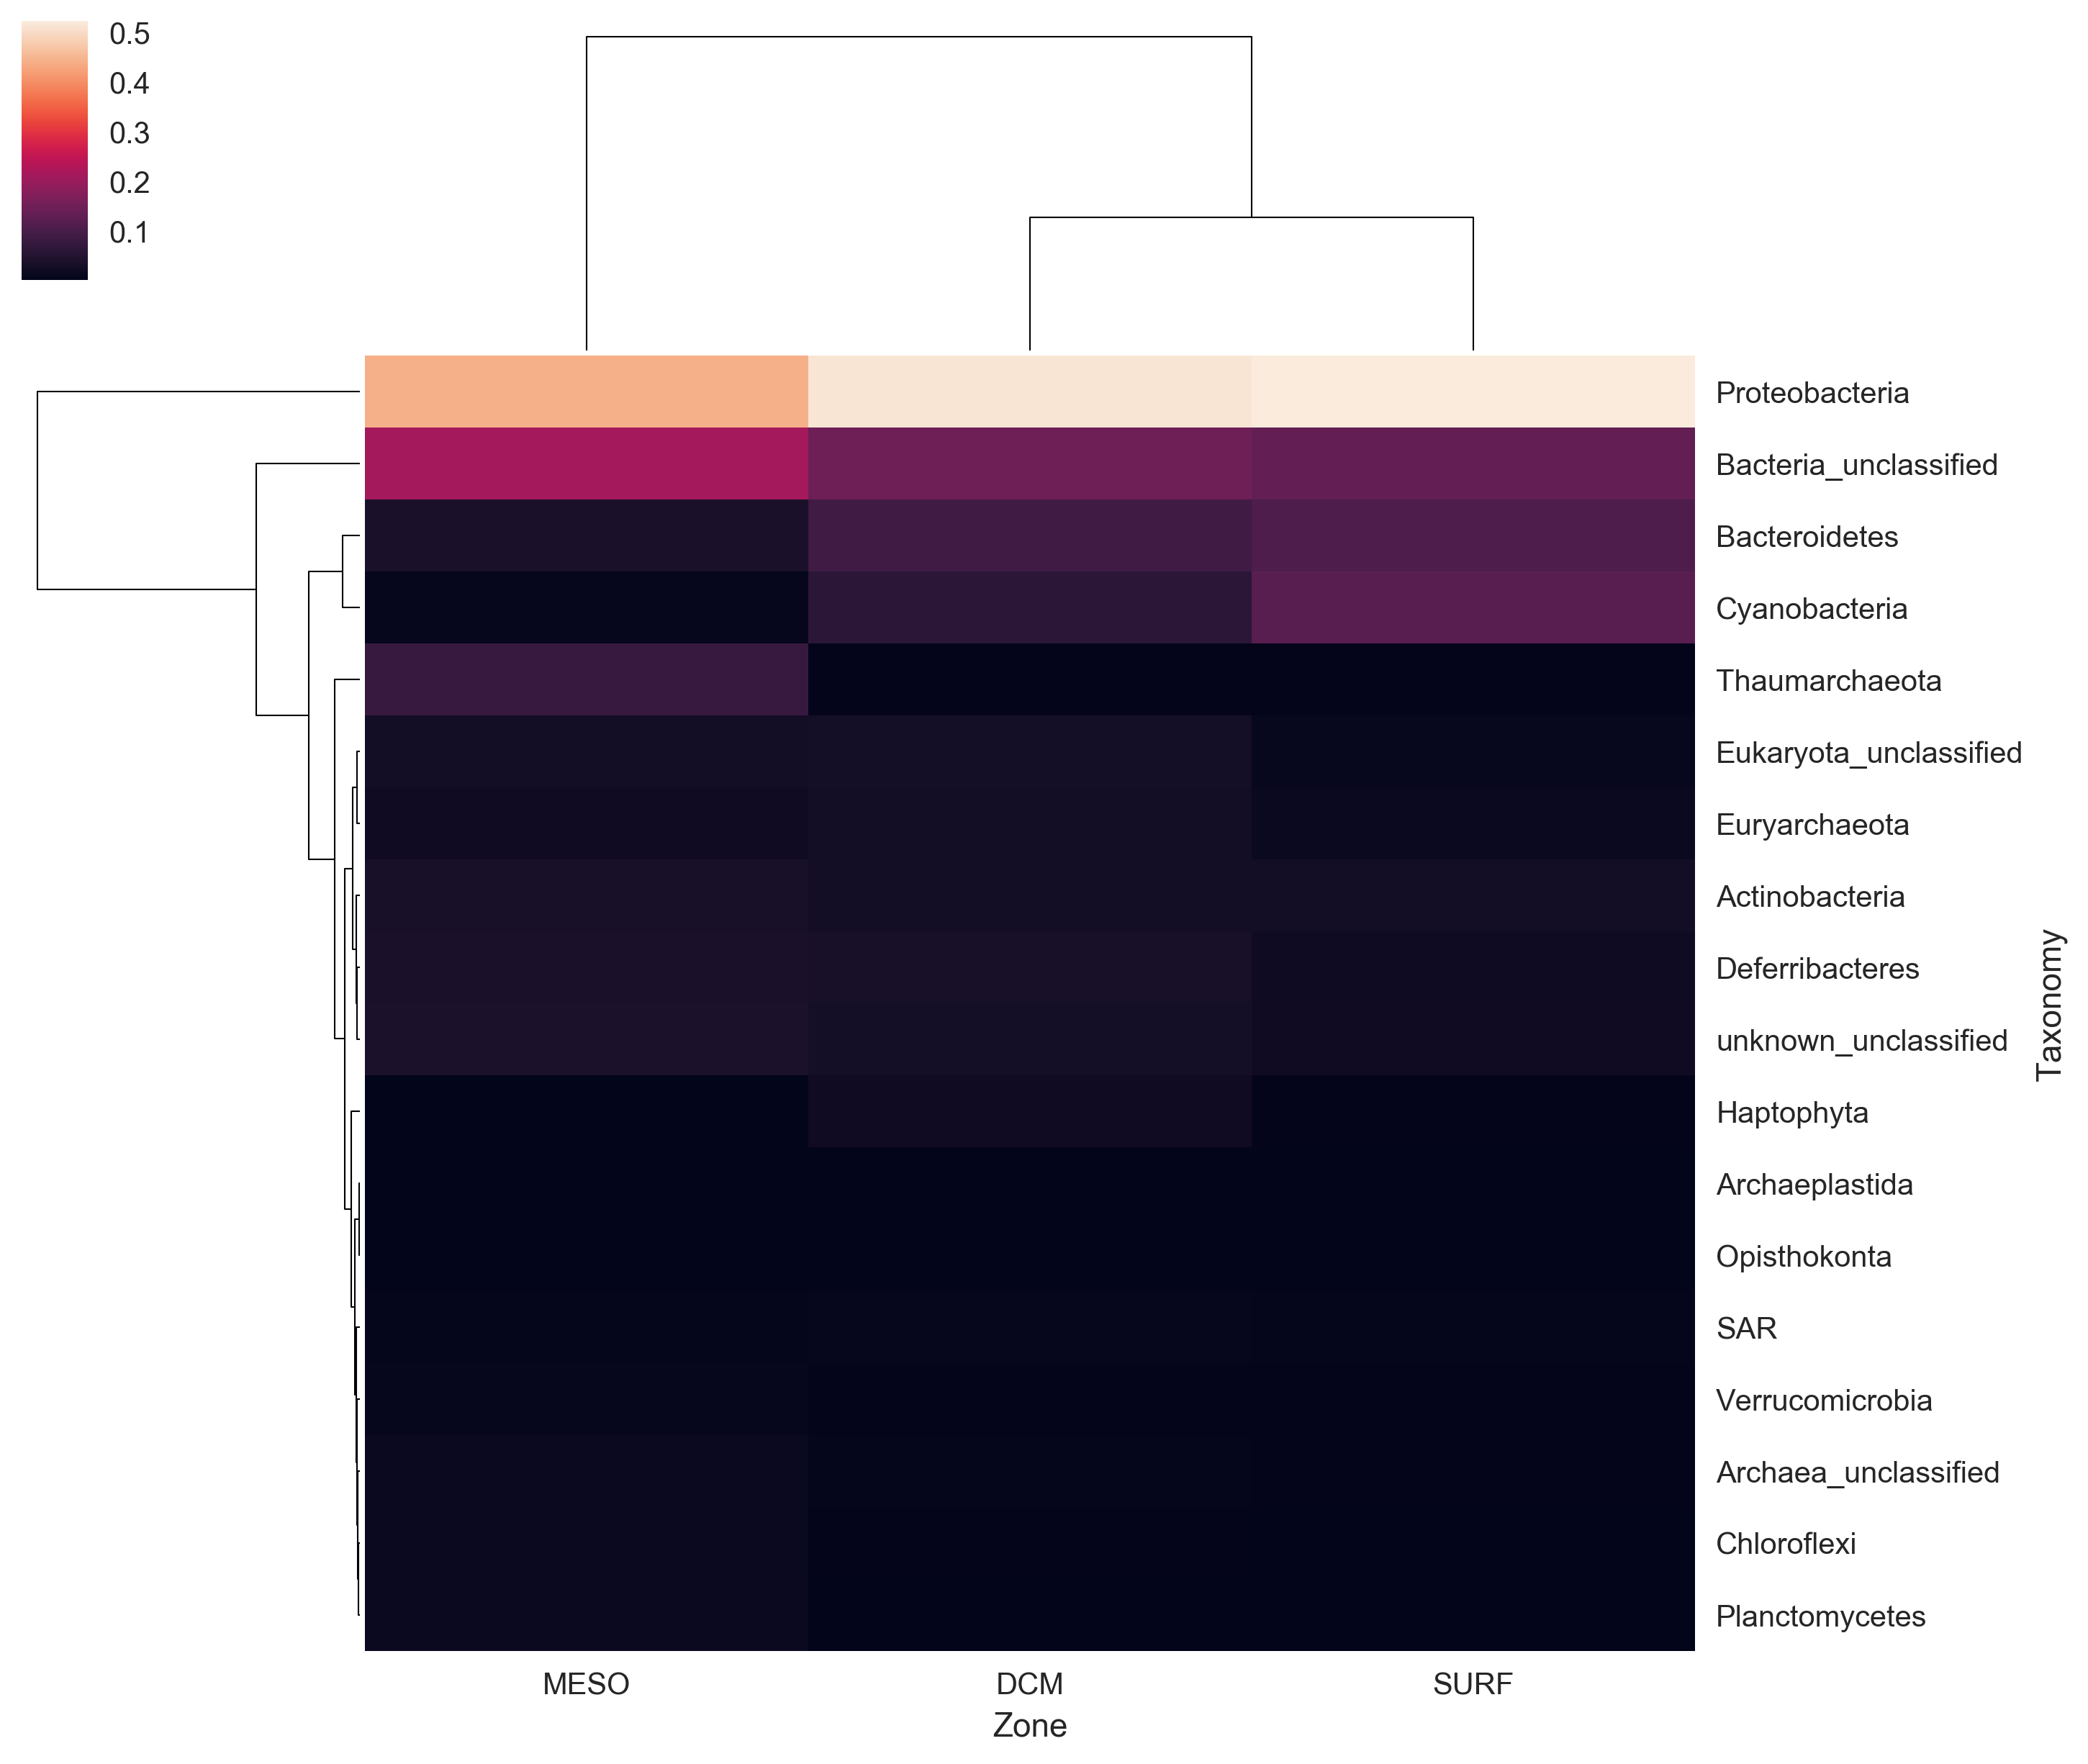 0.5
0.4
0.3
0.2
0.1
Proteobacteria
Bacteria_unclassified
Bacteroidetes
Cyanobacteria
Thaumarchaeota
Eukaryota_unclassified
Euryarchaeota
Actinobacteria
Deferribacteres
unknown_unclassified
Haptophyta
Archaeplastida
Opisthokonta
SAR
Verrucomicrobia
Archaea_unclassified
Chloroflexi
Planctomycetes
Taxonomy
MESO DCM SURF
Zone